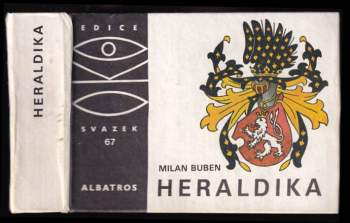 HERALDIKA
EDICE
SVAZEK
67
ALBATROS
MILAN BUBEN
HERALDIKA